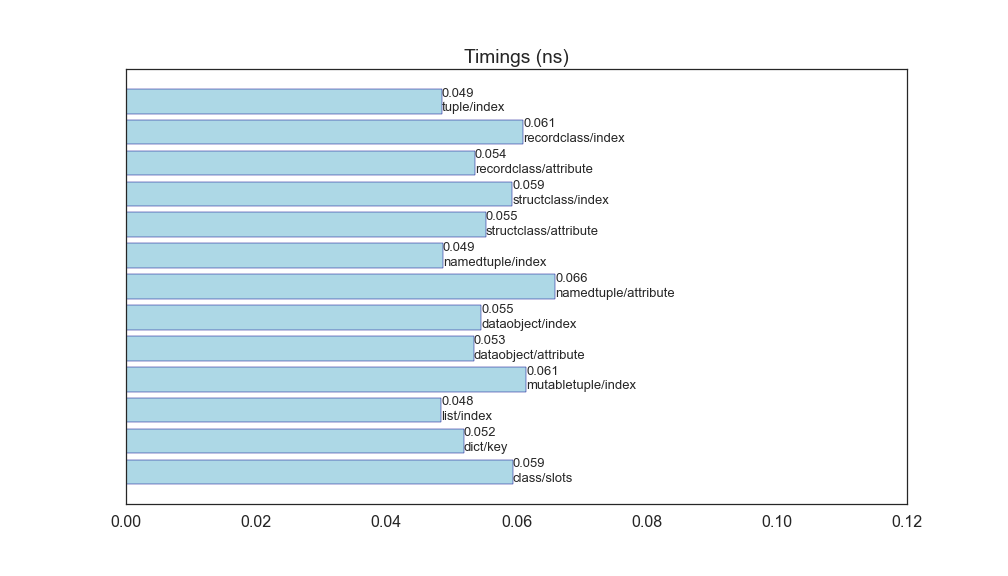 Timings (ns)
0.049
tuple/index
0.061
recordclass/index
0.054
recordclass/attribute
0.059
structclass/index
0.055
structclass/attribute
0.049
namedtuple/index
0.066
namedtuple/attribute
0.055
dataobject/index
0.053
dataobject/attribute
0.061
mutabletuple/index
0.048
list/index
0.052
dict/key
0.059
class/slots
0.00 0.02 0.04 0.06 0.08 0.10 0.12